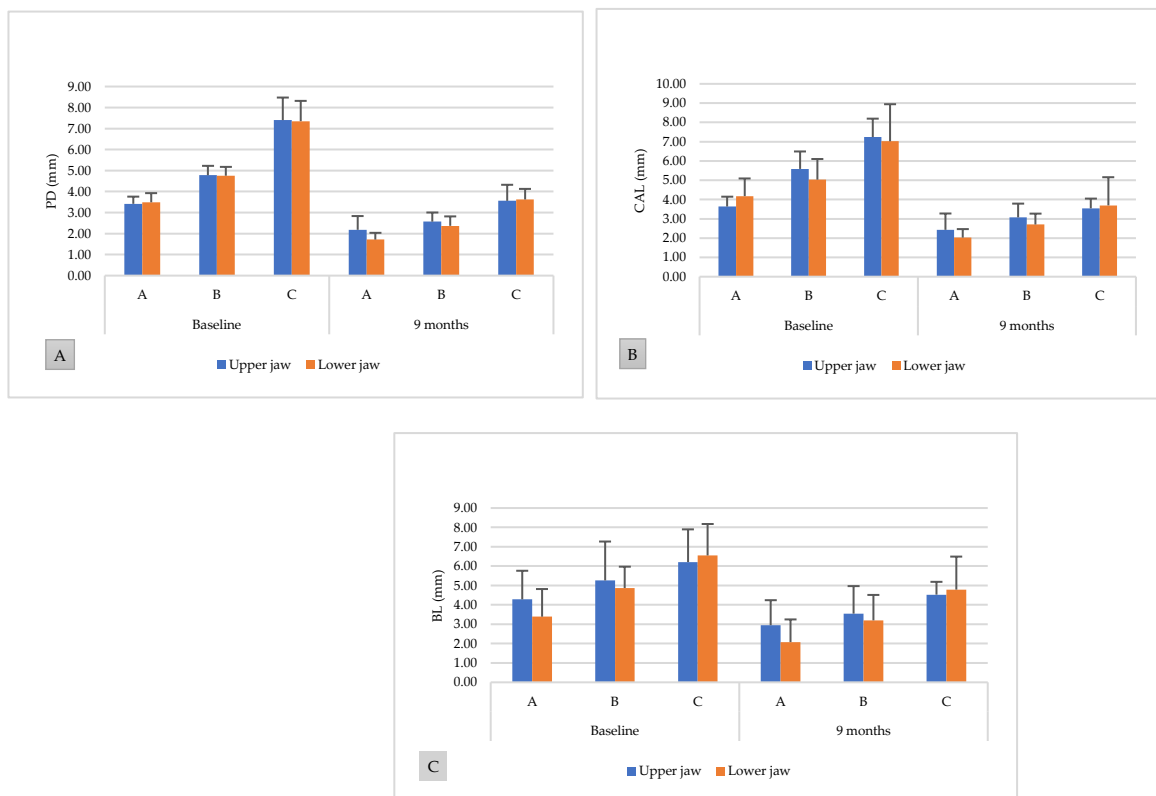 PD (mm)
9.00
8.00
7.00
6.00
5.00
4.00
3.00
2.00
1.00
0.00
A B C A B C
Baseline 9 months
Upper jaw Lower jaw
A
CAL (mm)
10.00
9.00
8.00
7.00
6.00
5.00
4.00
3.00
2.00
1.00
0.00
A B C A B C
Baseline 9 months
Upper jaw Lower jaw
B
BL (mm)
9.00
8.00
7.00
6.00
5.00
4.00
3.00
2.00
1.00
0.00
A B C A B C
Baseline 9 months
Upper jaw Lower jaw
C